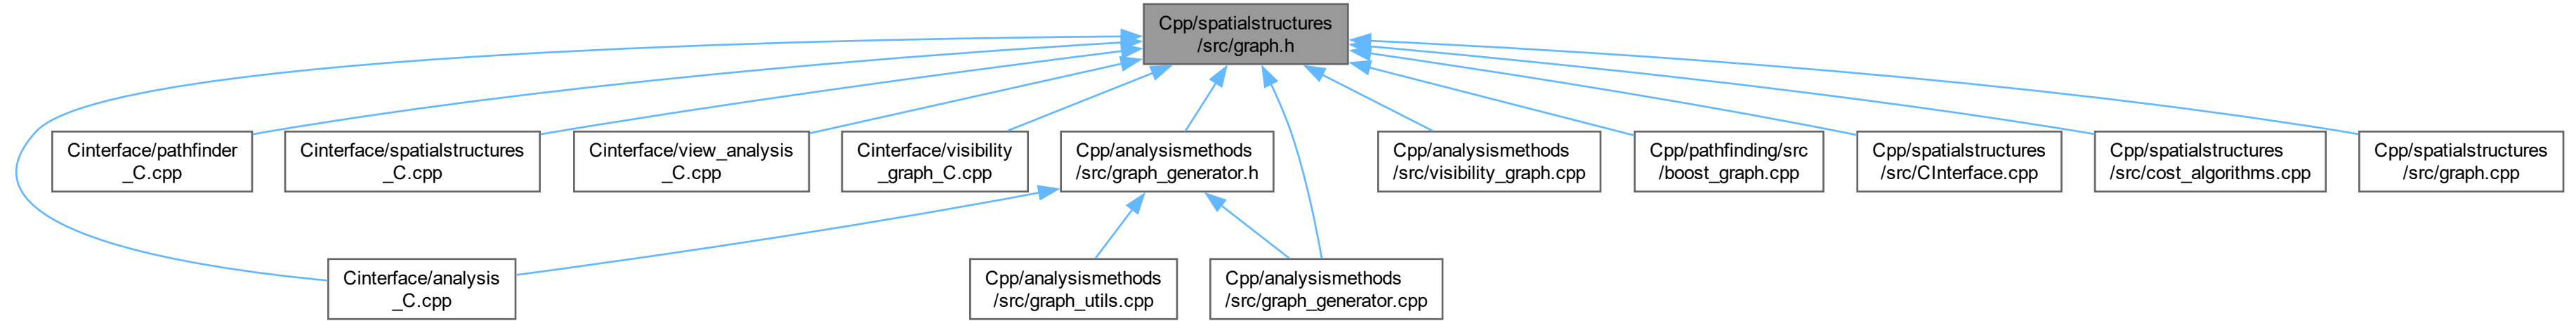 Cpp/spatialstructures
/src/graph.h
Cinterface/pathfinder
_C.cpp
Cinterface/spatialstructures
_C.cpp
Cinterface/view_analysis
_C.cpp
Cinterface/visibility
_graph_C.cpp
Cpp/analysismethods
/src/graph_generator.h
Cpp/analysismethods
/src/visibility_graph.cpp
Cpp/pathfinding/src
/boost_graph.cpp
Cpp/spatialstructures
/src/CInterface.cpp
Cpp/spatialstructures
/src/cost_algorithms.cpp
Cpp/spatialstructures
/src/graph.cpp
Cinterface/analysis
_C.cpp
Cpp/analysismethods
/src/graph_utils.cpp
Cpp/analysismethods
/src/graph_generator.cpp